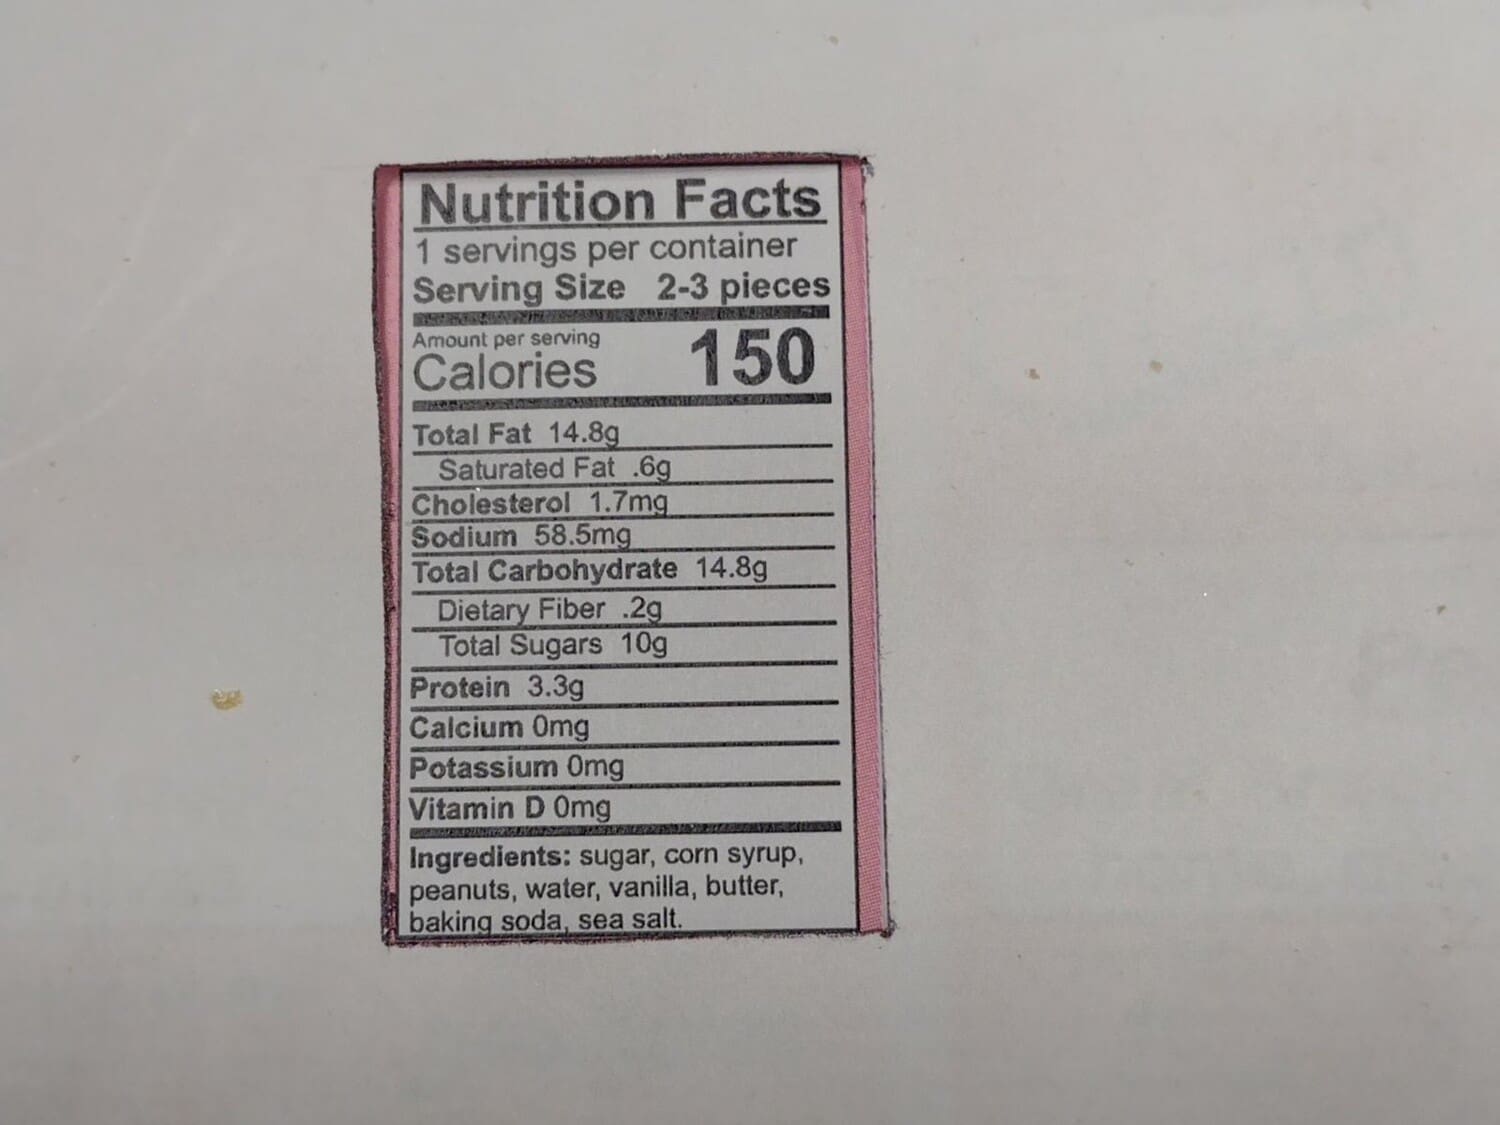 Nutrition Facts
1 servings per container
Serving Size 2-3 pieces
Amount per serving
Calories 150
Total Fat 14.8g
Saturated Fat .6g
Cholesterol 1.7mg
Sodium 58.5mg
Total Carbohydrate 14.8g
Dietary Fiber .2g
Total Sugars 10g
Protein 3.3g
Calcium 0mg
Potassium 0mg
Vitamin D 0mg
Ingredients: sugar, corn syrup,
peanuts, water, vanilla, butter,
baking soda, sea salt.